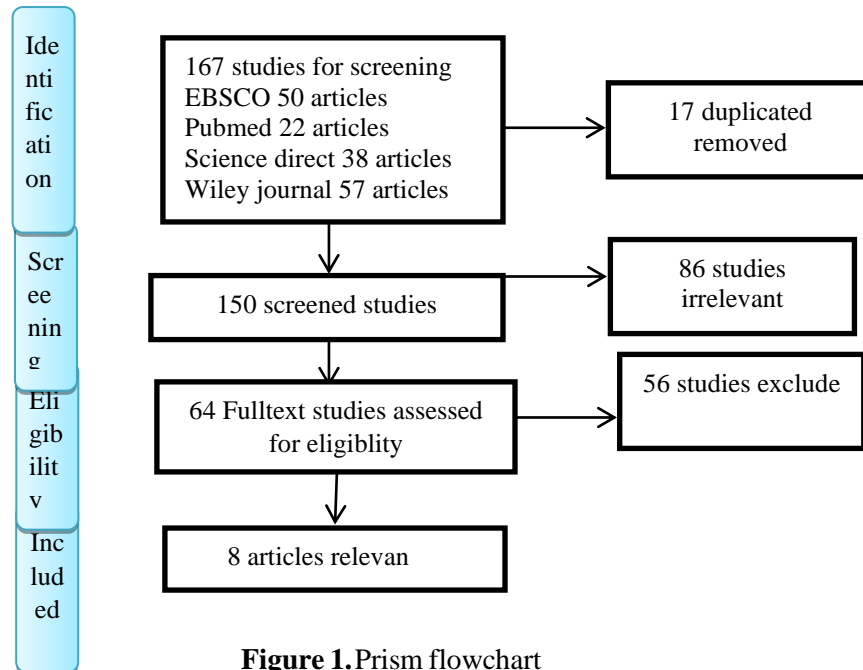 Ide
nti
fic
ati
on
167 studies for screening
EBSCO 50 articles
Pubmed 22 articles
Science direct 38 articles
Wiley journal 57 articles
17 duplicated
removed
Scr
ee
nin
g
150 screened studies
86 studies
irrelevant
Eli
gib
ilit
y
64 Fulltext studies assessed
for eligiblity
56 studies exclude
Inc
lud
ed
8 articles relevan
Figure 1. Prism flowchart